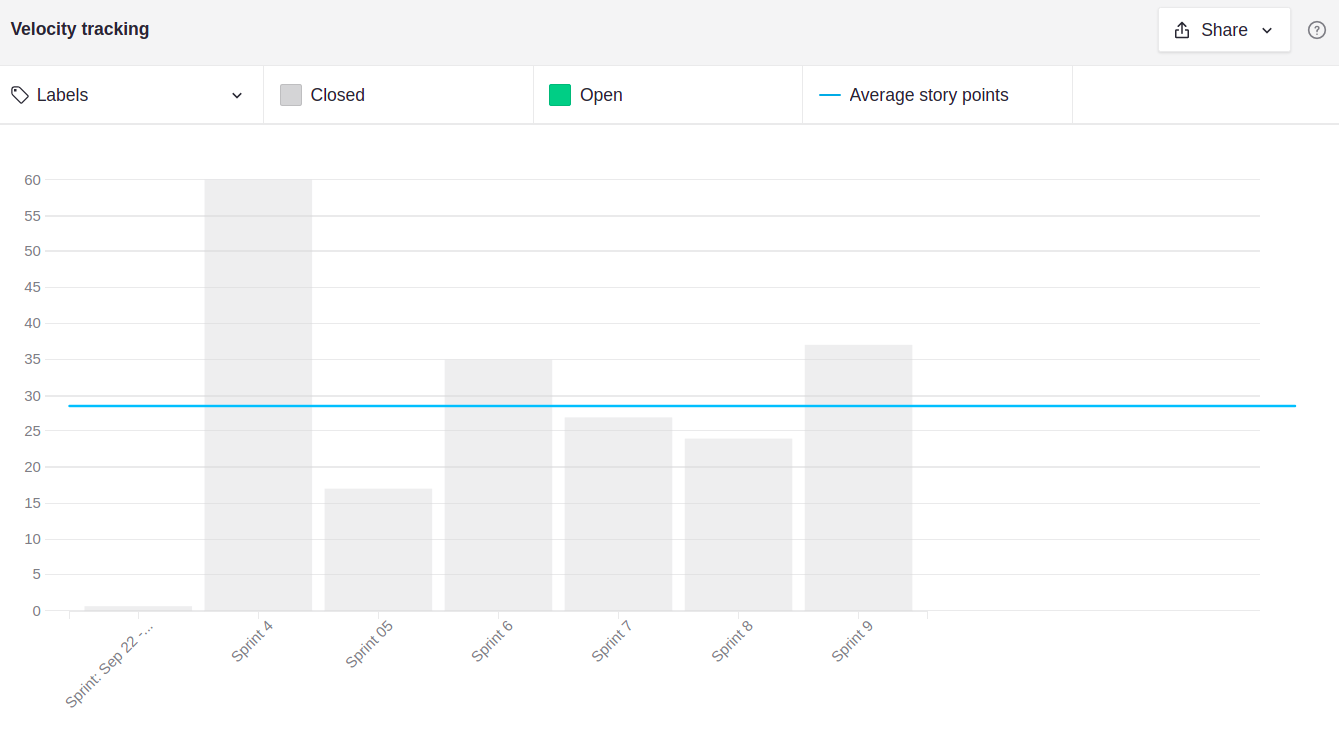 Velocity tracking
Share
?
Labels
Closed
Open
Average story points
60
55
50
45
40
35
30
25
20
15
10
5
0
Sprint: Sep 22 -...
Sprint 4
Sprint 05
Sprint 6
Sprint 7
Sprint 8
Sprint 9